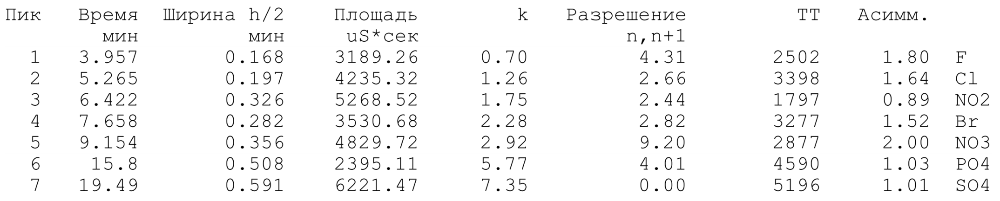 Пик Время Ширина h/2 Площадь k Разрешение ТТ Асимм.
мин мин uS*сек n,n+1
1 3.957 0.168 3189.26 0.70 4.31 2502 1.80 F
2 5.265 0.197 4235.32 1.26 2.66 3398 1.64 Cl
3 6.422 0.326 5268.52 1.75 2.44 1797 0.89 NO2
4 7.658 0.282 3530.68 2.28 2.82 3277 1.52 Br
5 9.154 0.356 4829.72 2.92 9.20 2877 2.00 NO3
6 15.8 0.508 2395.11 5.77 4.01 4590 1.03 PO4
7 19.49 0.591 6221.47 7.35 0.00 5196 1.01 SO4